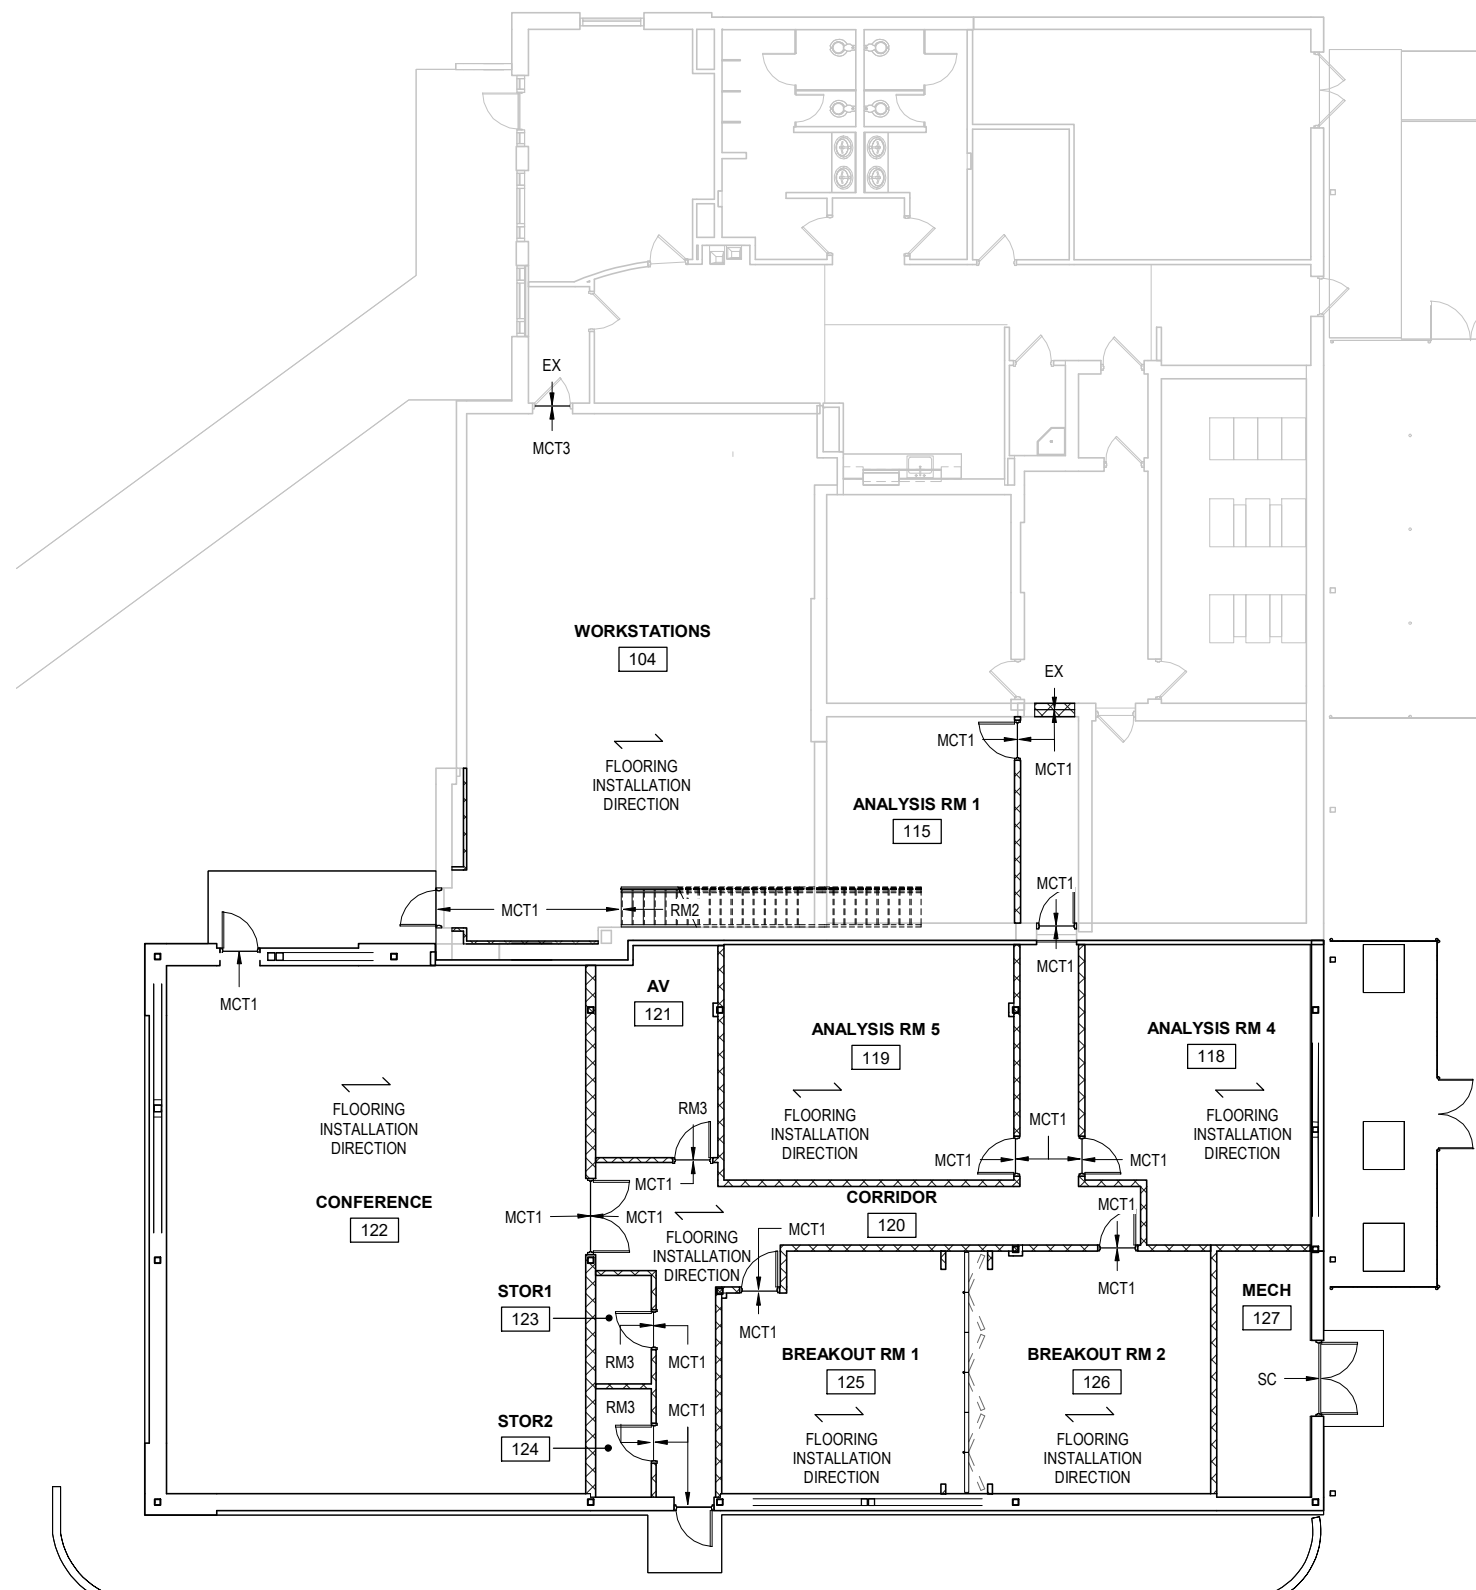 EX
MCT3
WORKSTATIONS
104
EX
MCT1
MCT1
FLOORING
INSTALLATION
DIRECTION
ANALYSIS RM 1
115
MCT1
MCT1
RM2
MCT1
MCT1
AV
121
ANALYSIS RM 5
119
ANALYSIS RM 4
118
FLOORING
INSTALLATION
DIRECTION
RM3
FLOORING
INSTALLATION
DIRECTION
MCT1
FLOORING
INSTALLATION
DIRECTION
MCT1
MCT1
MCT1
CONFERENCE
122
MCT1
MCT1
CORRIDOR
120
MCT1
MCT1
FLOORING
INSTALLATION
DIRECTION
STOR1
123
MCT1
MCT1
MECH
127
RM3
MCT1
BREAKOUT RM 1
125
BREAKOUT RM 2
126
SC
STOR2
124
RM3
MCT1
FLOORING
INSTALLATION
DIRECTION
FLOORING
INSTALLATION
DIRECTION